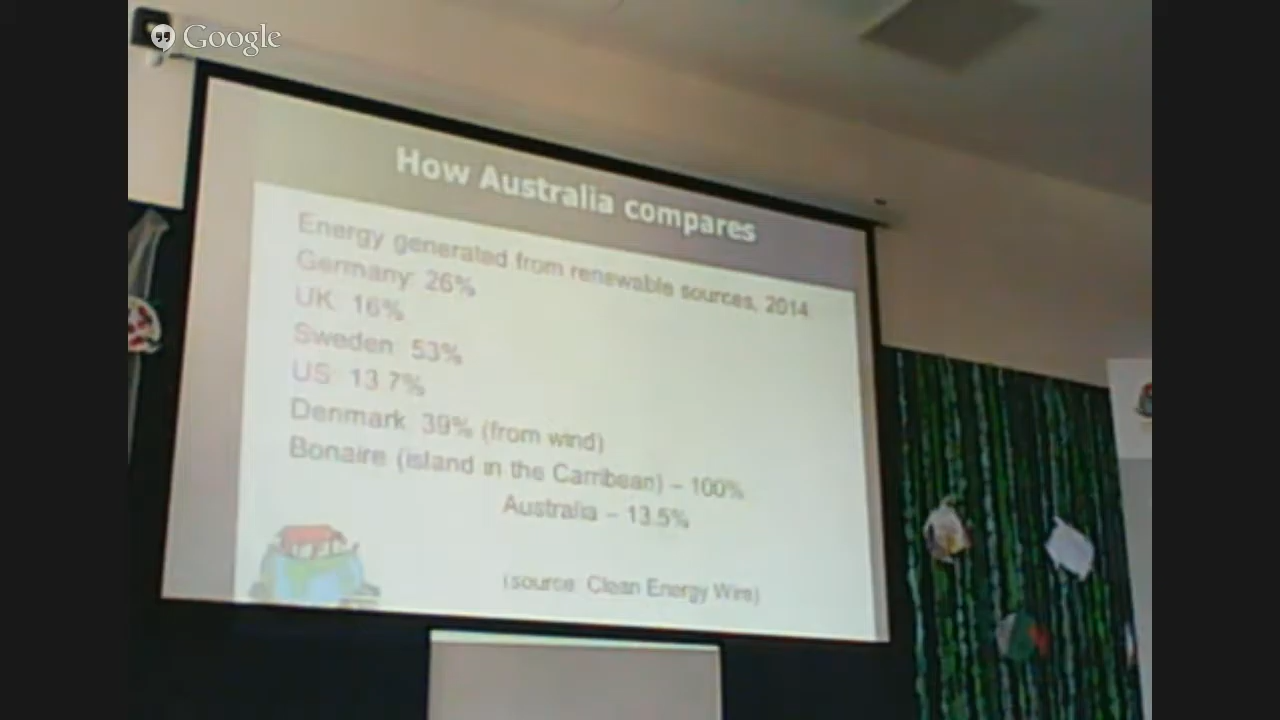 Google
How Australia compares
Energy generated from renewable sources, 2014
Germany: 26%
UK: 16%
Sweden: 53%
US: 13.7%
Denmark: 39% (from wind)
Bonaire (island in the Carribean) – 100%
Australia – 13.5%
(source: Clean Energy Wire)